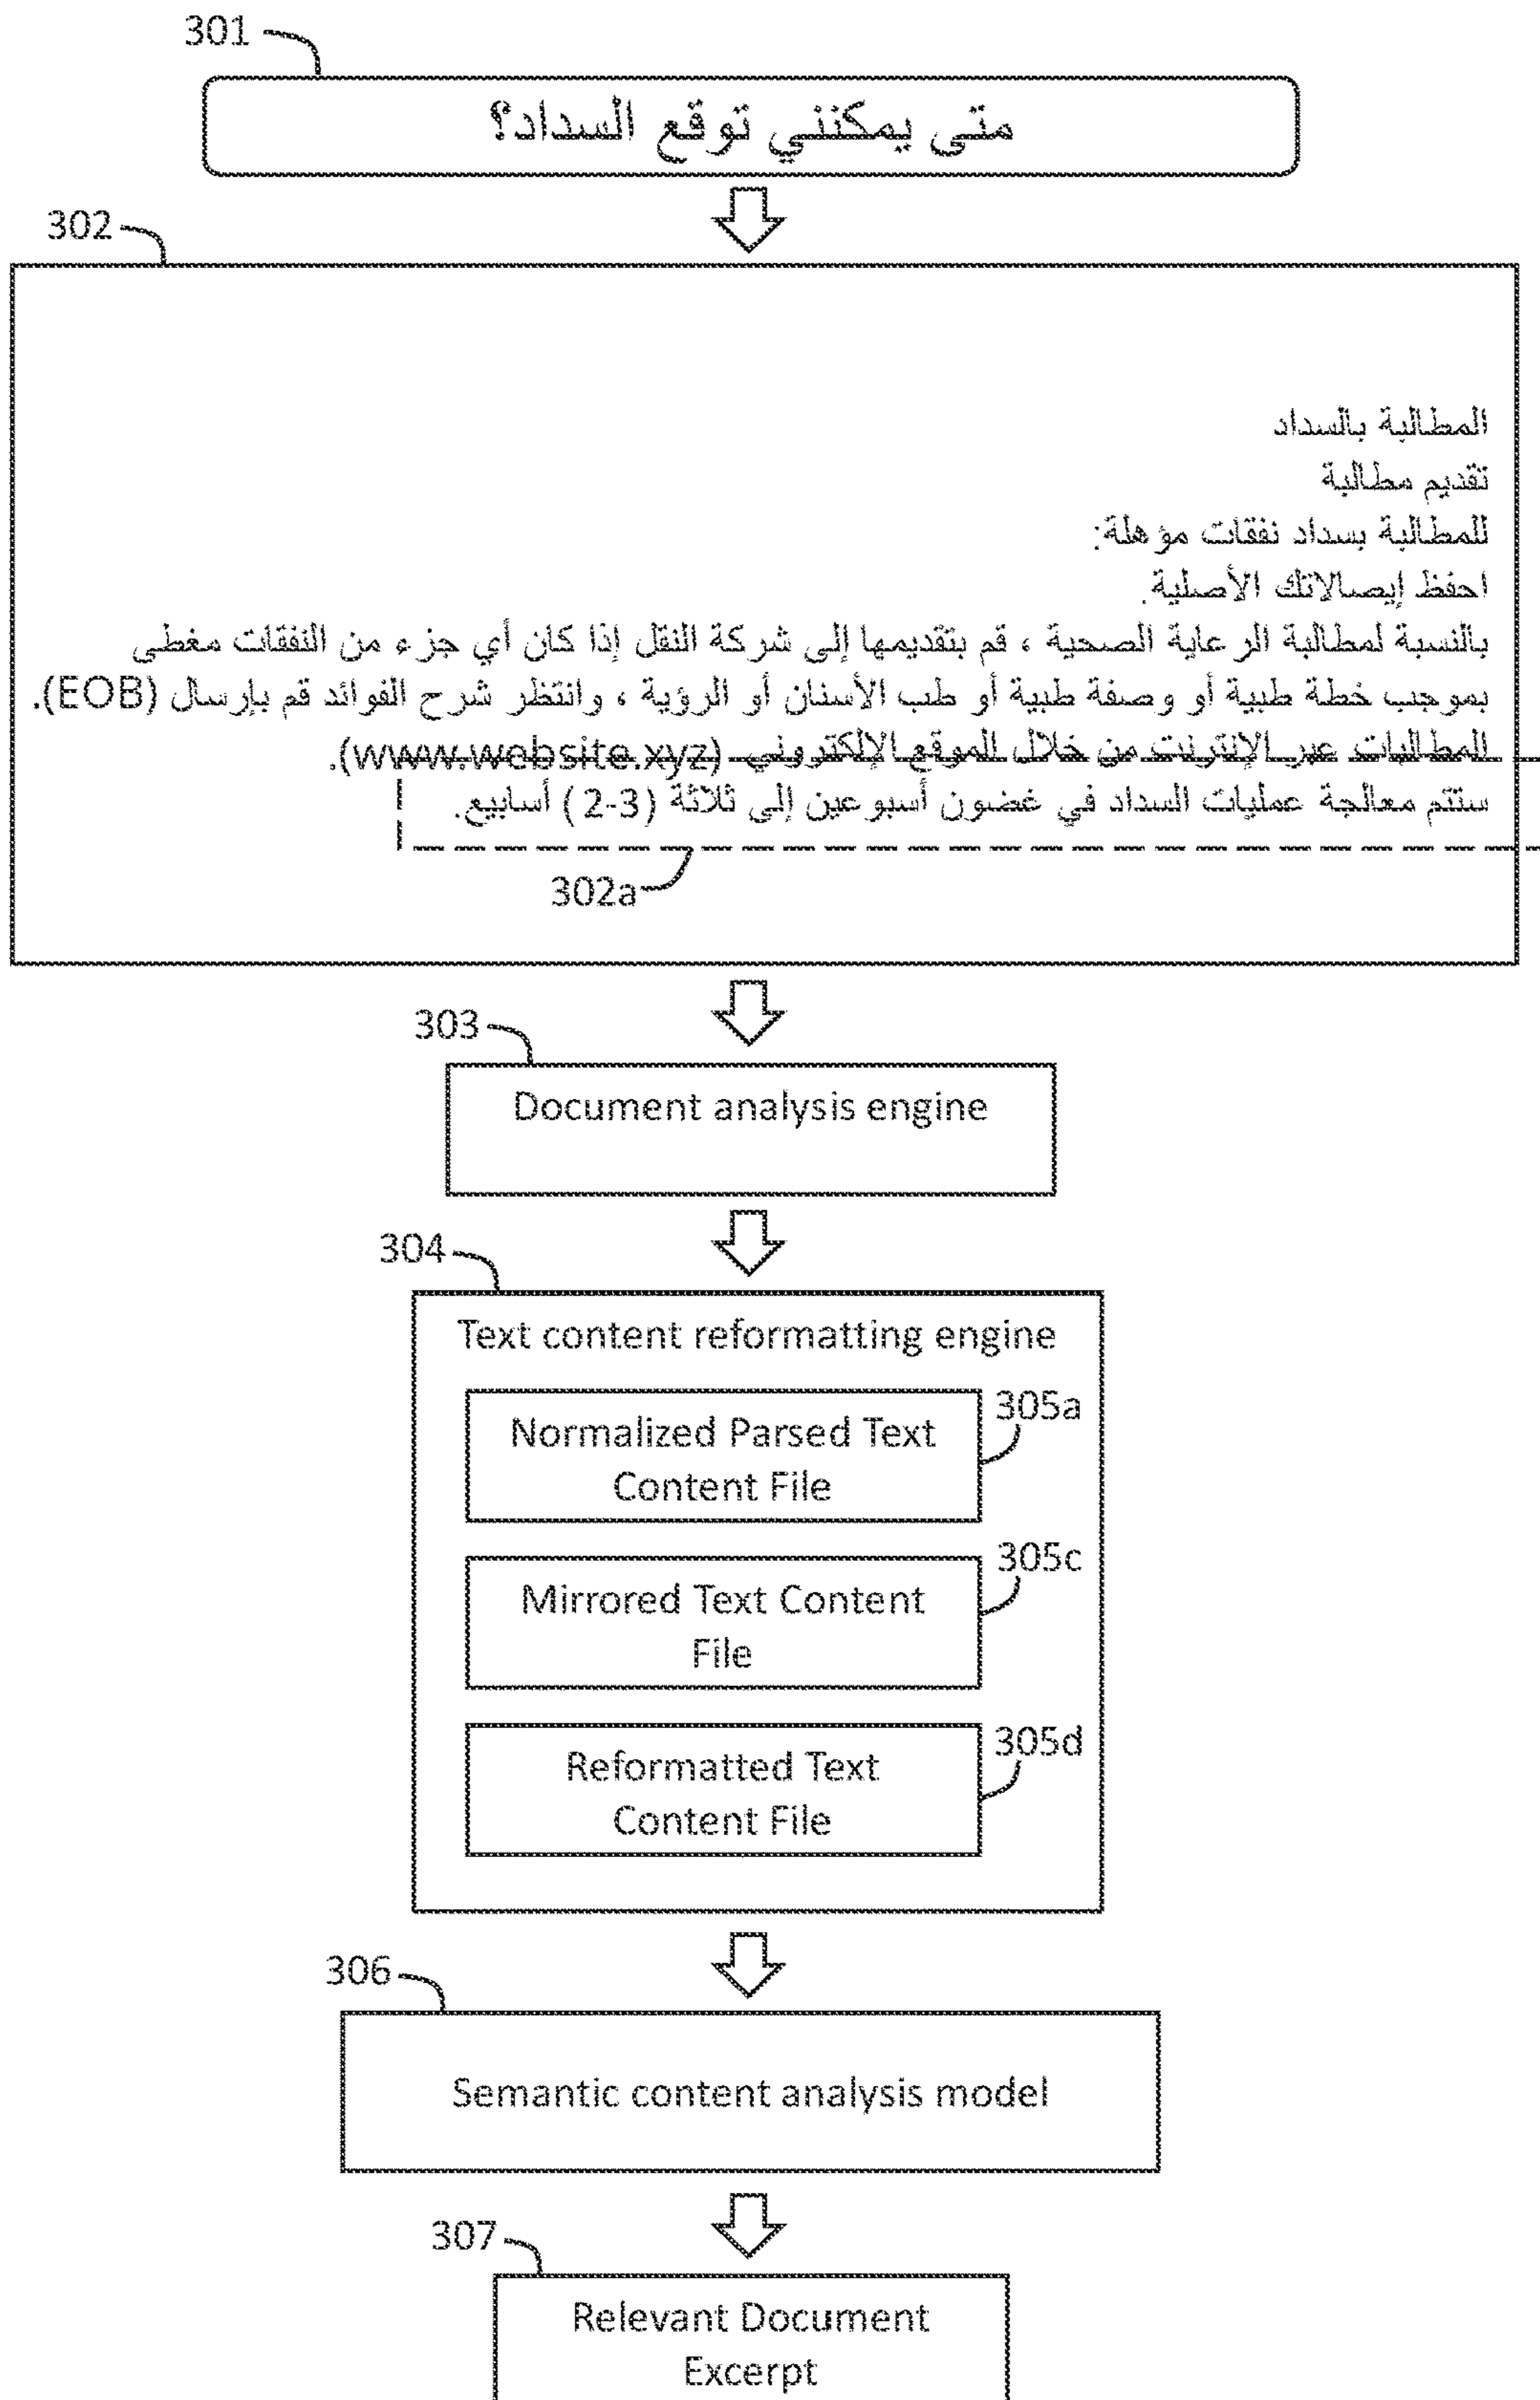 301
متى يمكنني توقع السداد؟
302
المطالبة بالسداد
تقديم مطالبة
للمطالبة بسداد نفقات مؤهلة:
احفظ إيصالاتك الأصلية.
بالنسبة لمطالبة الرعاية الصحية ، قم بتقديمها إلى شركة النقل إذا كان أي جزء من النفقات مغطى
بموجب خطة طبية أو وصفة طبية أو طب الأسنان أو الرؤية ، وانتظر شرح الفوائد قم بإرسال (EOB).
المطالبات عبر الإنترنت من خلال الموقع الإلكتروني (www.website.xyz).
ستتم معالجة عمليات السداد في غضون أسبوعين إلى ثلاثة (2-3) أسابيع.
302a
303
Document analysis engine
304
Text content reformatting engine
305a
Normalized Parsed Text
Content File
305c
Mirrored Text Content
File
305d
Reformatted Text
Content File
306
Semantic content analysis model
307
Relevant Document
Excerpt